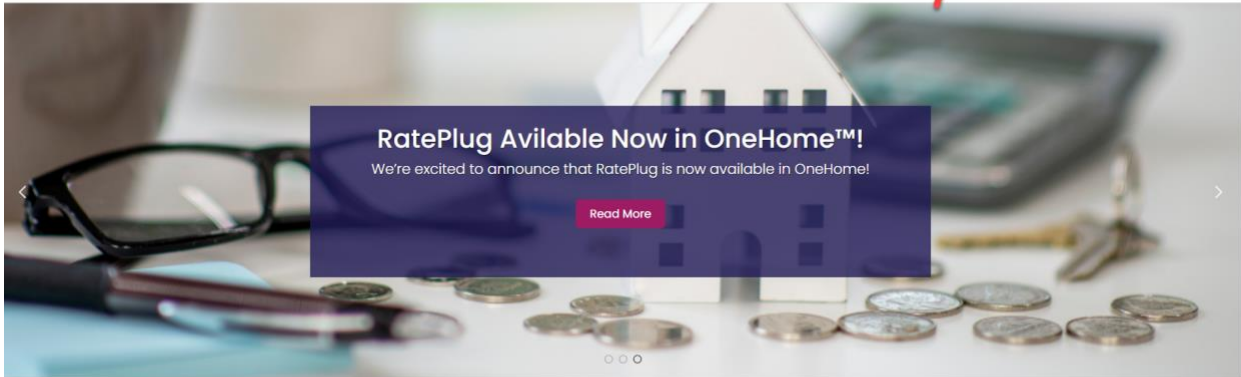 RatePlug Avilable Now in OneHome™!
We're excited to announce that RatePlug is now available in OneHome!
Read More